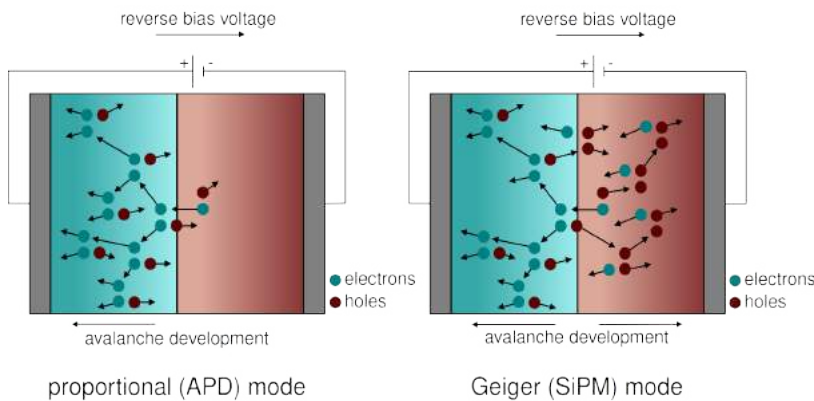 reverse bias voltage
+ -
electrons
holes
avalanche development
proportional (APD) mode
reverse bias voltage
+ -
electrons
holes
avalanche development
Geiger (SiPM) mode